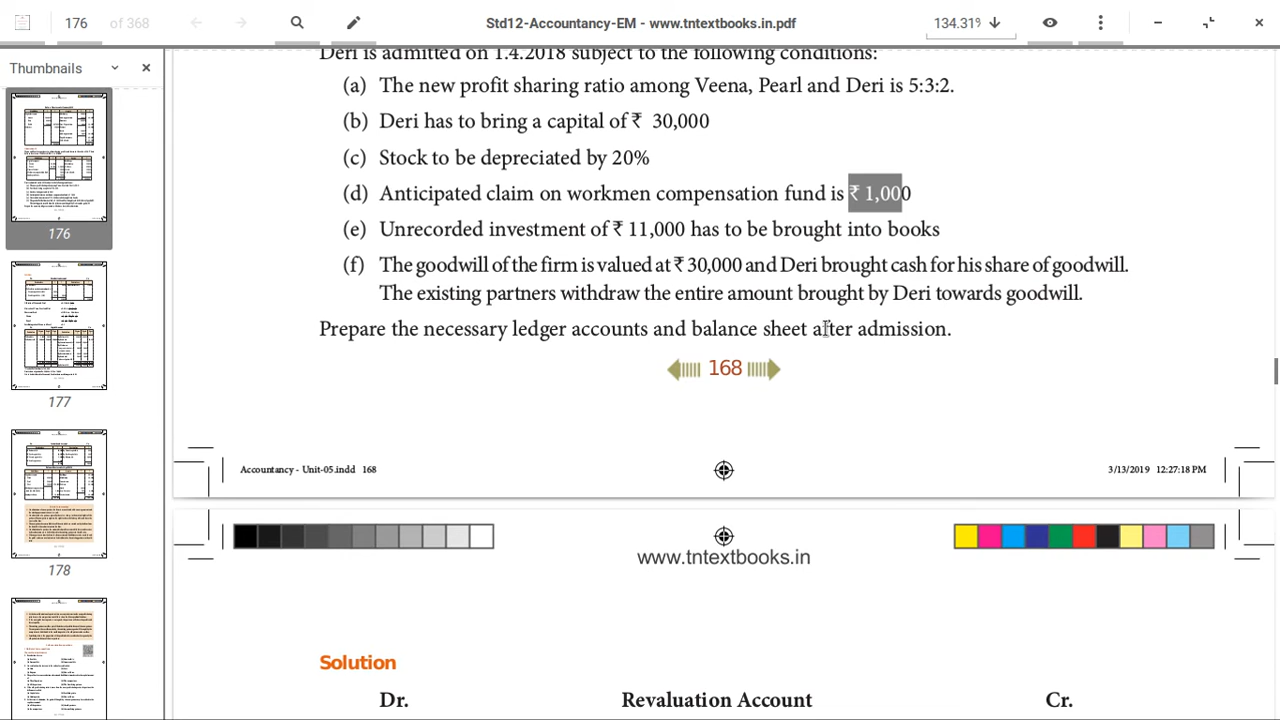 176 of 368
Std12-Accountancy-EM - www.tntextbooks.in.pdf
134.31%
Thumbnails
176
177
178
Deri is admitted on 1.4.2018 subject to the following conditions:
(a) The new profit sharing ratio among Veena, Pearl and Deri is 5:3:2.
(b) Deri has to bring a capital of ₹ 30,000
(c) Stock to be depreciated by 20%
(d) Anticipated claim on workmen compensation fund is ₹ 1,000
(e) Unrecorded investment of ₹ 11,000 has to be brought into books
(f) The goodwill of the firm is valued at ₹ 30,000 and Deri brought cash for his share of goodwill.
The existing partners withdraw the entire amount brought by Deri towards goodwill.
Prepare the necessary ledger accounts and balance sheet after admission.
168
Accountancy - Unit-05.indd 168
3/13/2019 12:27:18 PM
www.tntextbooks.in
Solution
Dr. Revaluation Account Cr.